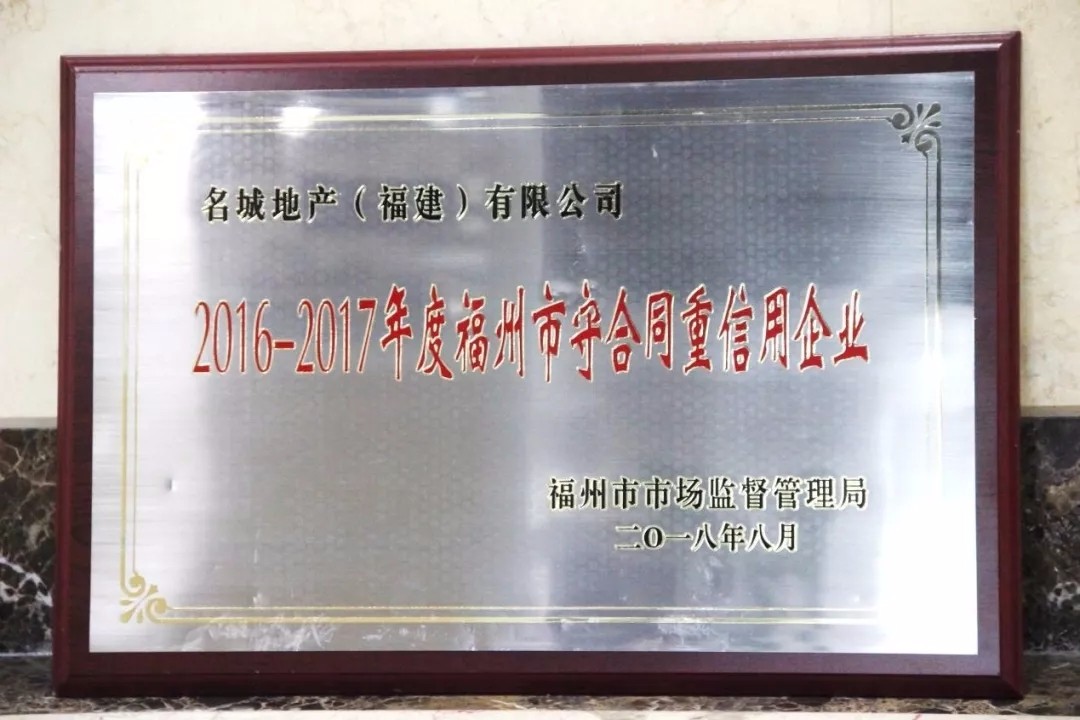 名城地产（福建）有限公司
2016-2017年度福州市守合同重信用企业
福州市市场监督管理局
二O一八年八月